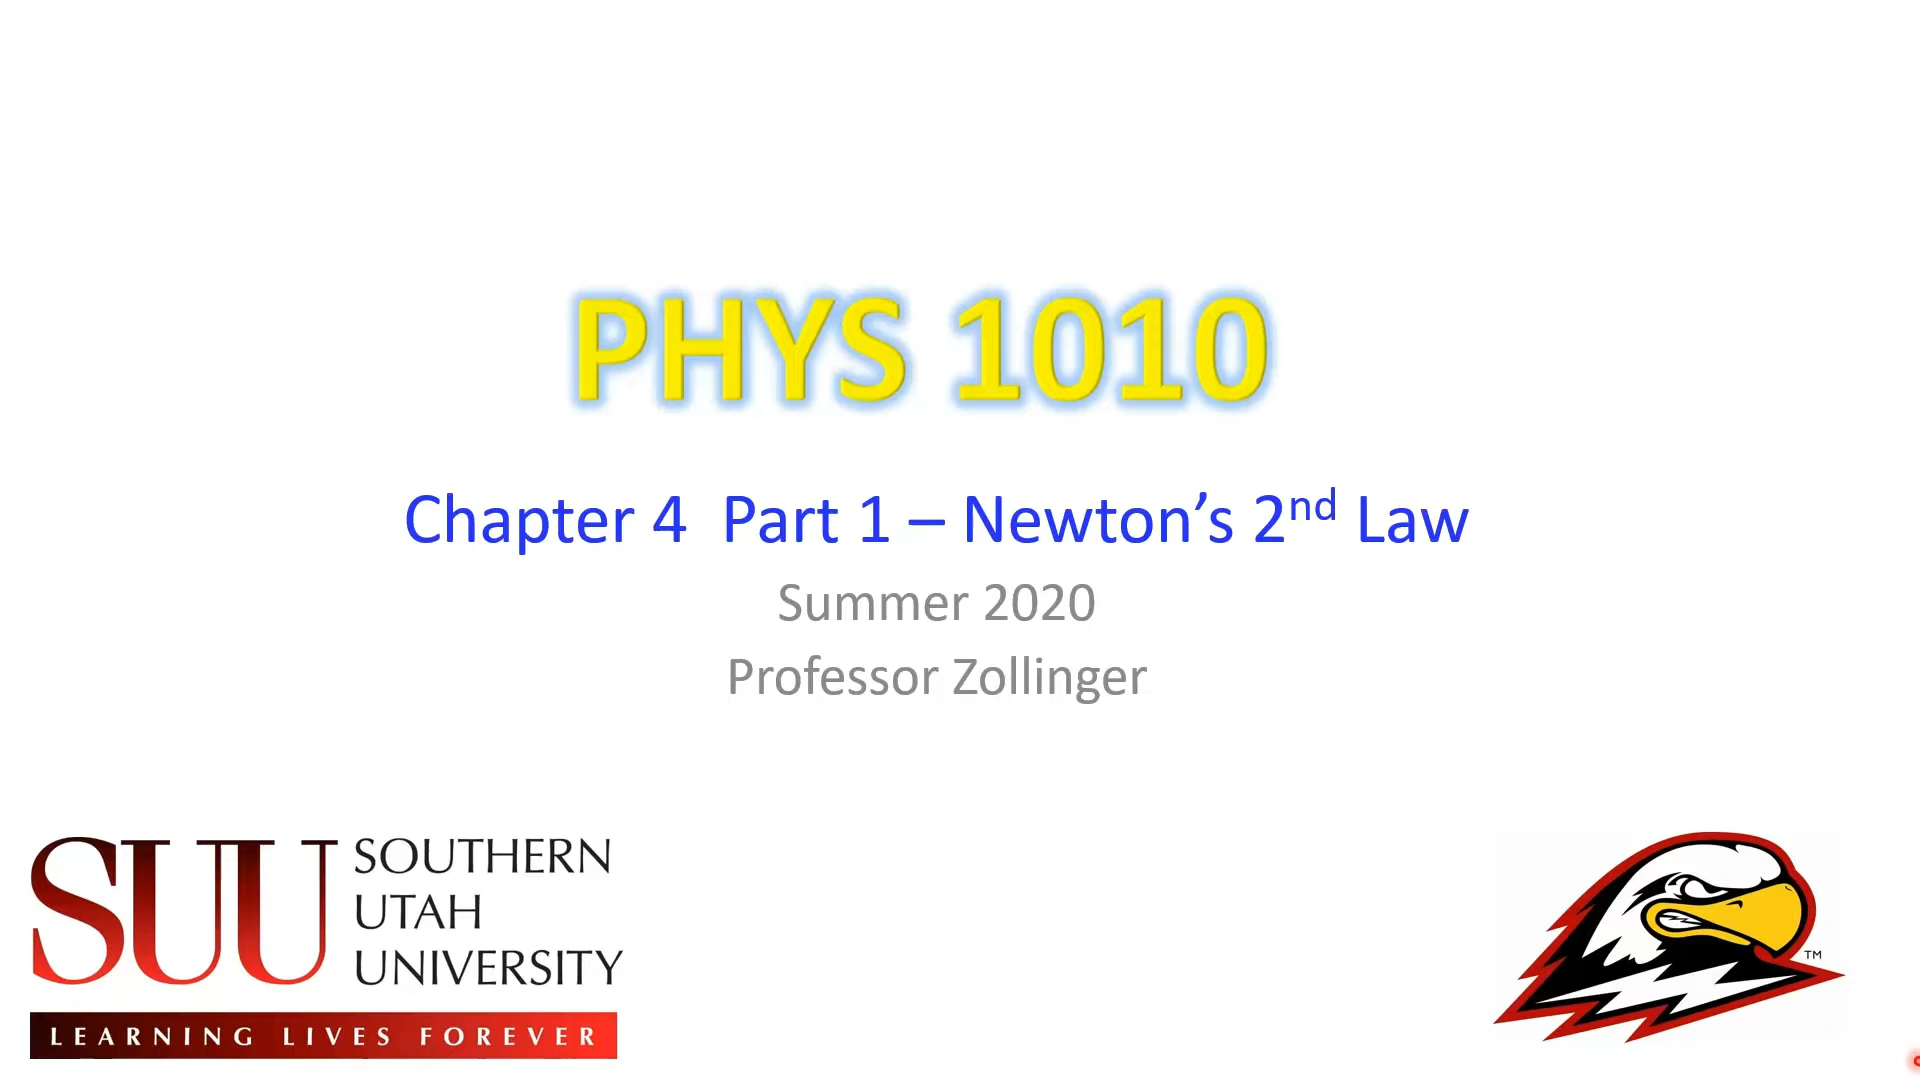 PHYS 1010
Chapter 4  Part 1 – Newton’s 2nd Law
Summer 2020
Professor Zollinger
SUU
SOUTHERN
UTAH
UNIVERSITY
LEARNING LIVES FOREVER
TM